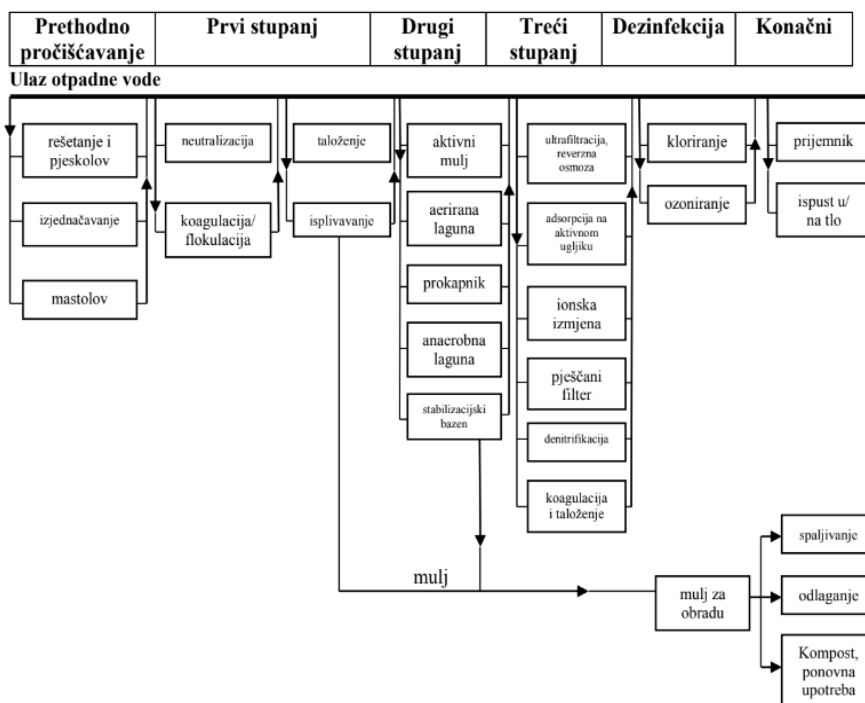 Prethodno
pročišćavanje
Prvi stupanj
Drugi
stupanj
Treći
stupanj
Dezinfekcija
Konačni
Ulaz otpadne vode
rešetanje i
pjeskolov
izjednačavanje
mastolov
neutralizacija
koagulacija/
flokulacija
taloženje
isplivavanje
aktivni
mulj
aerirana
laguna
prokapnik
anaerobna
laguna
stabilizacijski
bazen
ultrafiltracija,
reverzna
osmoza
adsorpcija na
aktivnom
ugljiku
ionska
izmjena
pješčani
filter
denitrifikacija
koagulacija
i taloženje
kloriranje
ozoniranje
prijemnik
ispust u/
na tlo
mulj
mulj za
obradu
spaljivanje
odlaganje
Kompost,
ponovna
upotreba